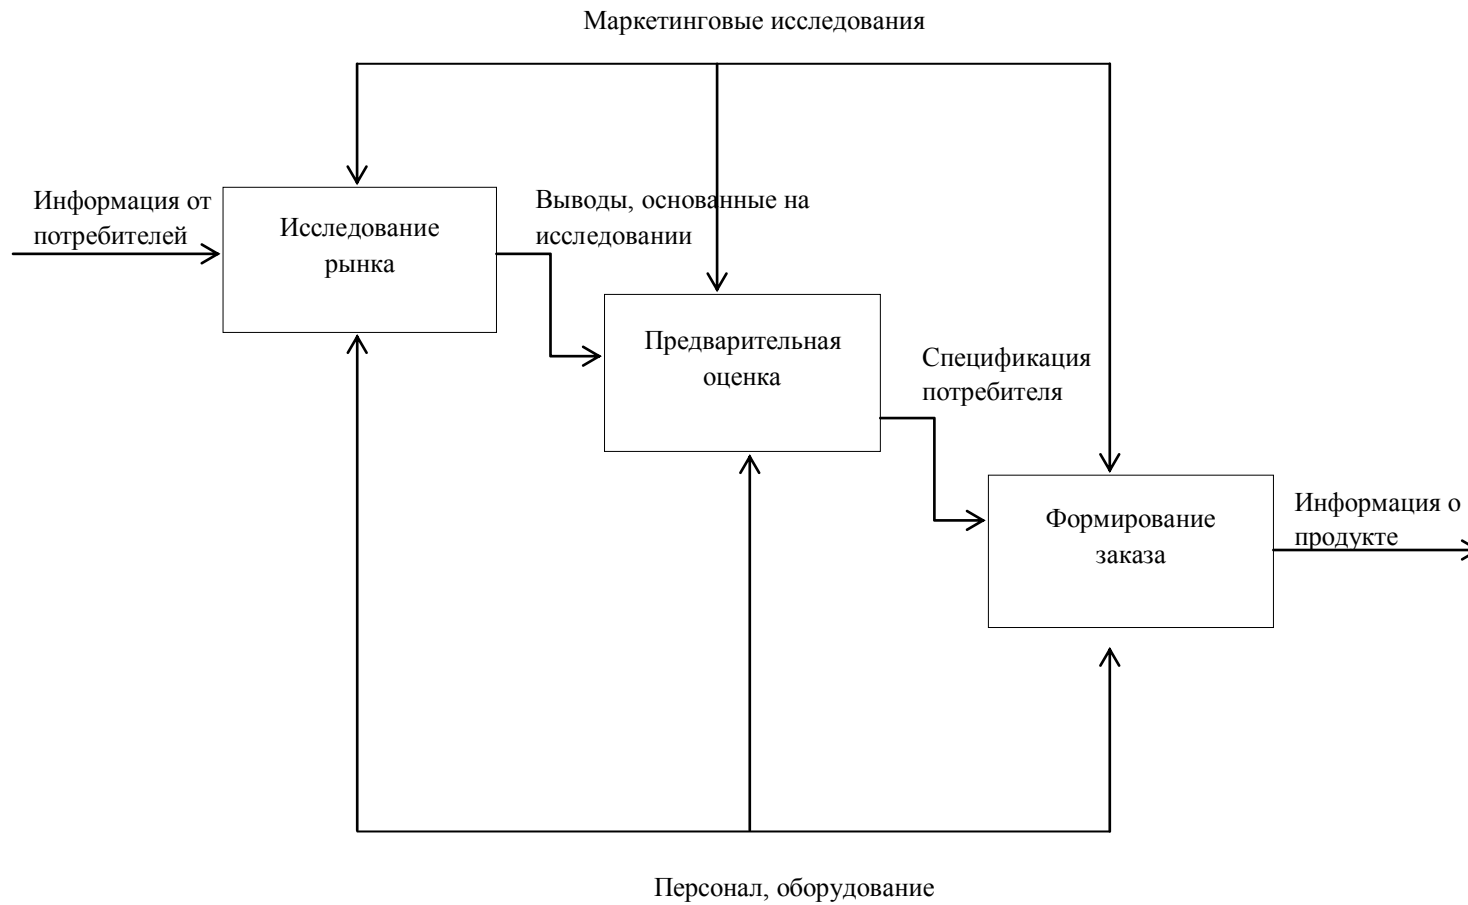 Маркетинговые исследования
Информация от
потребителей
Исследование
рынка
Выводы, основанные на
исследовании
Предварительная
оценка
Спецификация
потребителя
Формирование
заказа
Информация о
продукте
Персонал, оборудование